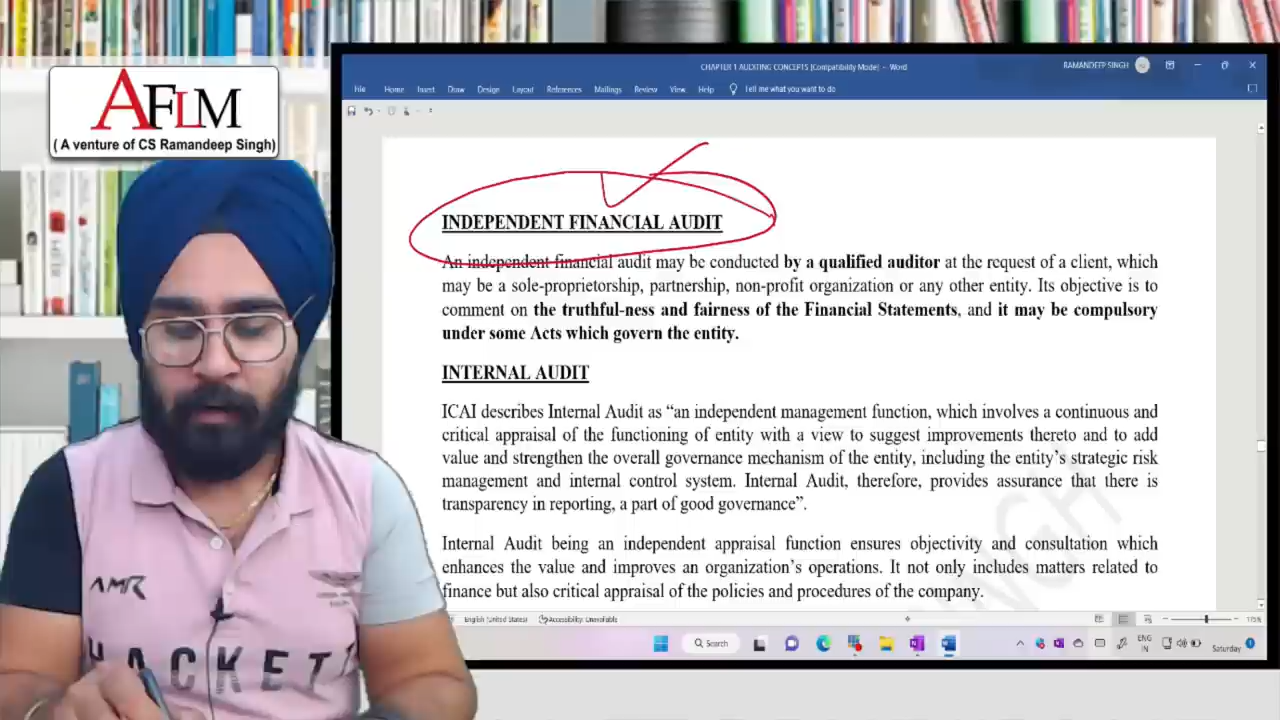 AFLM
( A venture of CS Ramandeep Singh)
CHAPTER 1 AUDITING CONCEPTS [Compatibility Mode] - Word
RAMANDEEP SINGH
File Home Insert Draw Design Layout References Mailings Review View Help Tell me what you want to do
INDEPENDENT FINANCIAL AUDIT
An independent financial audit may be conducted by a qualified auditor at the request of a client, which
may be a sole-proprietorship, partnership, non-profit organization or any other entity. Its objective is to
comment on the truthful-ness and fairness of the Financial Statements, and it may be compulsory
under some Acts which govern the entity.
INTERNAL AUDIT
ICAI describes Internal Audit as “an independent management function, which involves a continuous and
critical appraisal of the functioning of entity with a view to suggest improvements thereto and to add
value and strengthen the overall governance mechanism of the entity, including the entity’s strategic risk
management and internal control system. Internal Audit, therefore, provides assurance that there is
transparency in reporting, a part of good governance”.
Internal Audit being an independent appraisal function ensures objectivity and consultation which
enhances the value and improves an organization’s operations. It not only includes matters related to
finance but also critical appraisal of the policies and procedures of the company.
English (United States) Accessibility: Unavailable
175%
Search
ENG
IN
Saturday
AMR
HACKETT